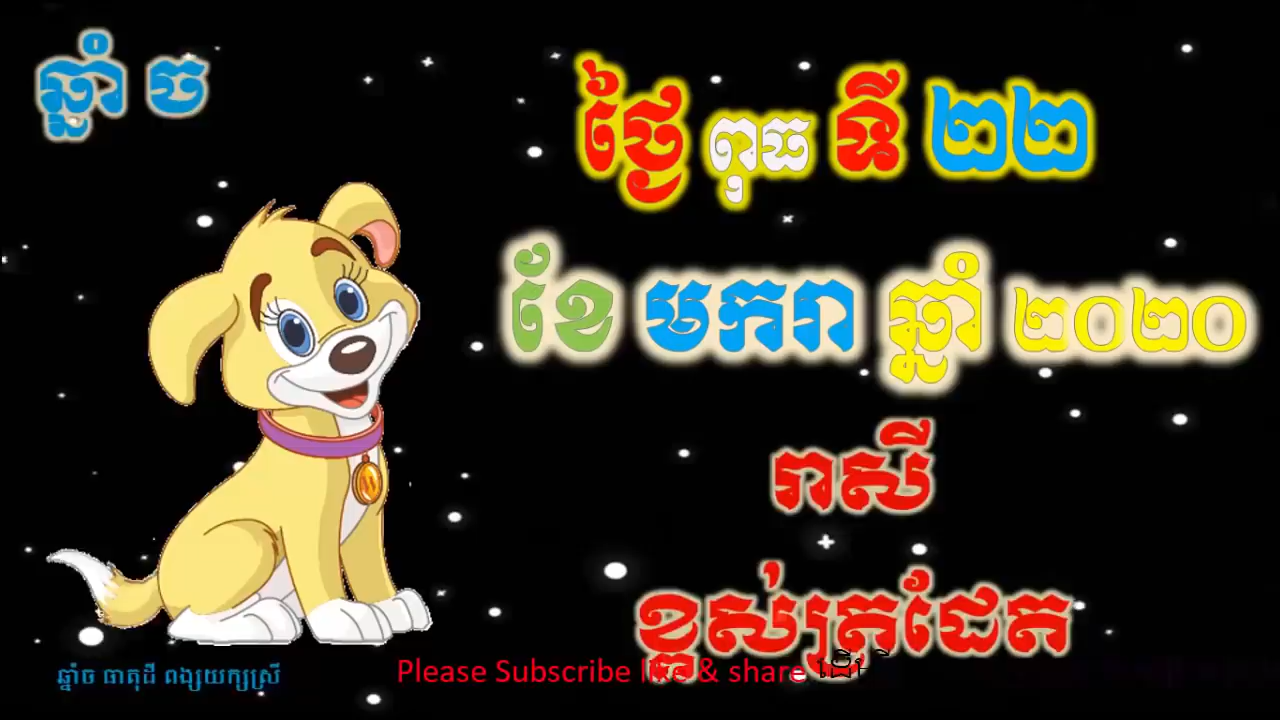 ឆ្នាំ ច
ថ្ងៃ ពុធ ទី ២២
ខែ មករា ឆ្នាំ ២០២០
រាសី
ខ្ពស់ត្រដែត
ឆ្នាំច ធាតុដី ពង្សយក្សស្រី
Please Subscribe like & share